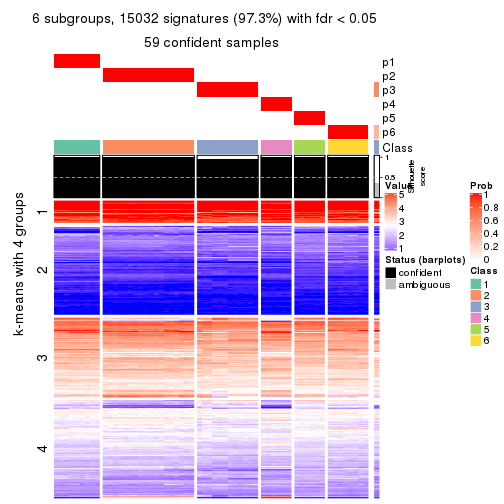 6 subgroups, 15032 signatures (97.3%) with fdr < 0.05
59 confident samples
p1
p2
p3
p4
p5
p6
Class
1
0.5
Silhouette
score
k-means with 4 groups
1
2
3
4
Value
5
4
3
2
1
Status (barplots)
confident
ambiguous
Prob
1
0.8
0.6
0.4
0.2
0
Class
1
2
3
4
5
6